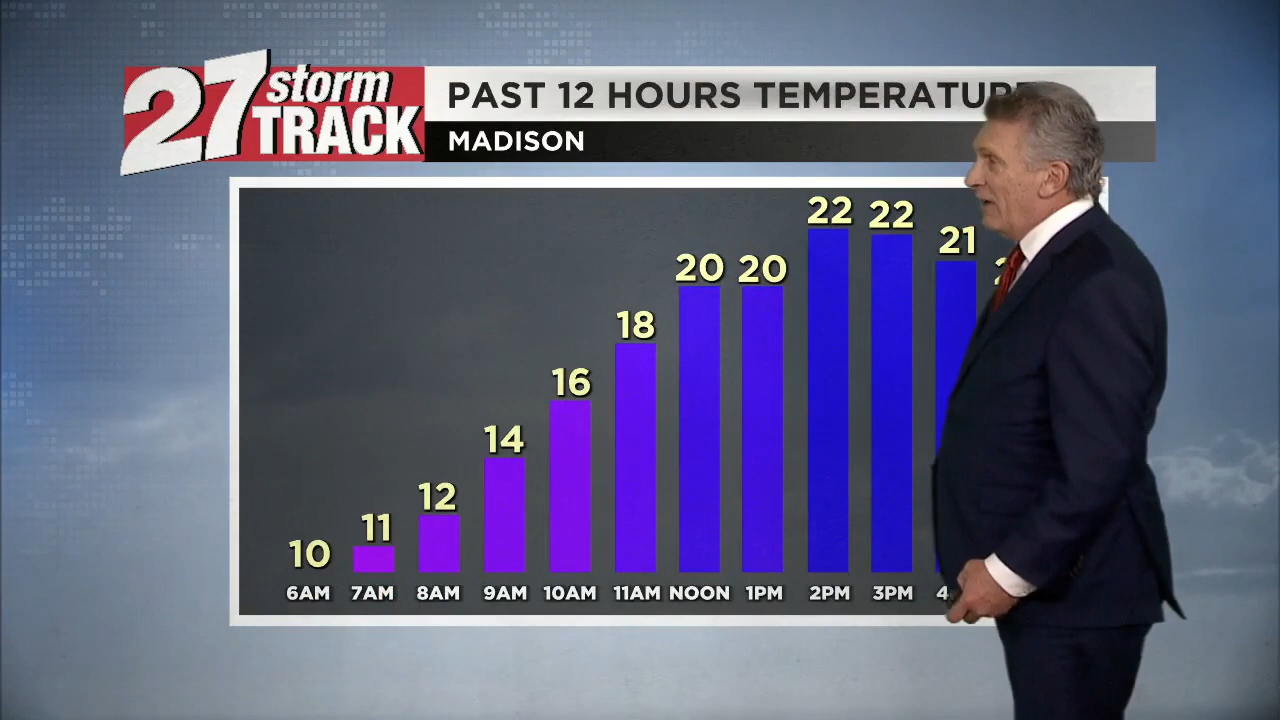 27 storm
TRACK
PAST 12 HOURS
MADISON
22 22
21
20 20
18
16
14
12
11
10
6AM 7AM 8AM 9AM 10AM 11AM NOON 1PM 2PM 3PM